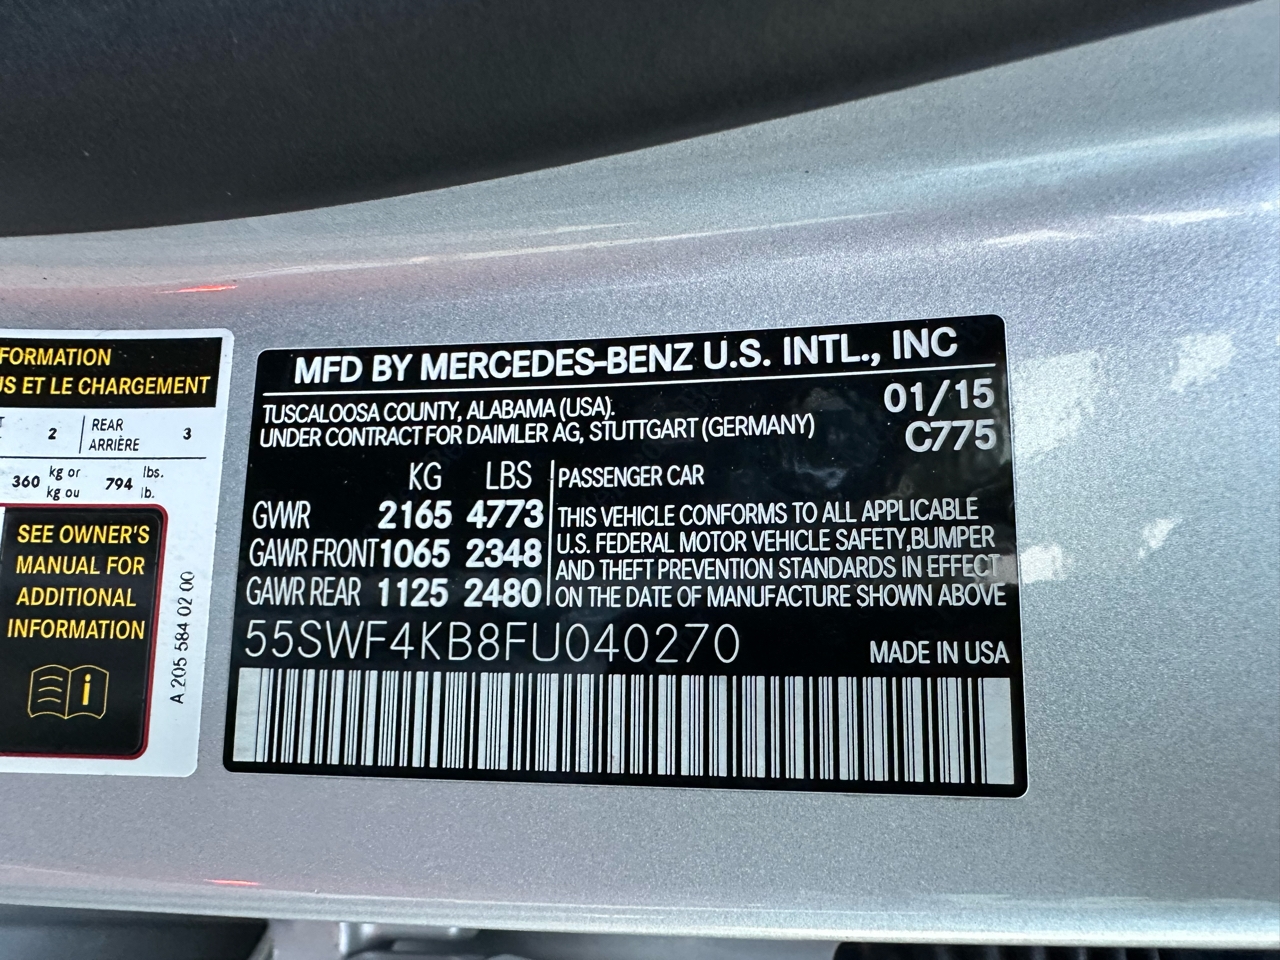 FORMATION
US ET LE CHARGEMENT
2 REAR ARRIÈRE 3
360 kg or kg ou 794 lbs. lb.
SEE OWNER'S
MANUAL FOR
ADDITIONAL
INFORMATION
i
A 205 584 02 00
MFD BY MERCEDES-BENZ U.S. INTL., INC
TUSCALOOSA COUNTY, ALABAMA (USA).
01/15
UNDER CONTRACT FOR DAIMLER AG, STUTTGART (GERMANY)
C775
KG LBS
GVWR 2165 4773
GAWR FRONT 1065 2348
GAWR REAR 1125 2480
PASSENGER CAR
THIS VEHICLE CONFORMS TO ALL APPLICABLE
U.S. FEDERAL MOTOR VEHICLE SAFETY,BUMPER
AND THEFT PREVENTION STANDARDS IN EFFECT
ON THE DATE OF MANUFACTURE SHOWN ABOVE
55SWF4KB8FU040270
MADE IN USA